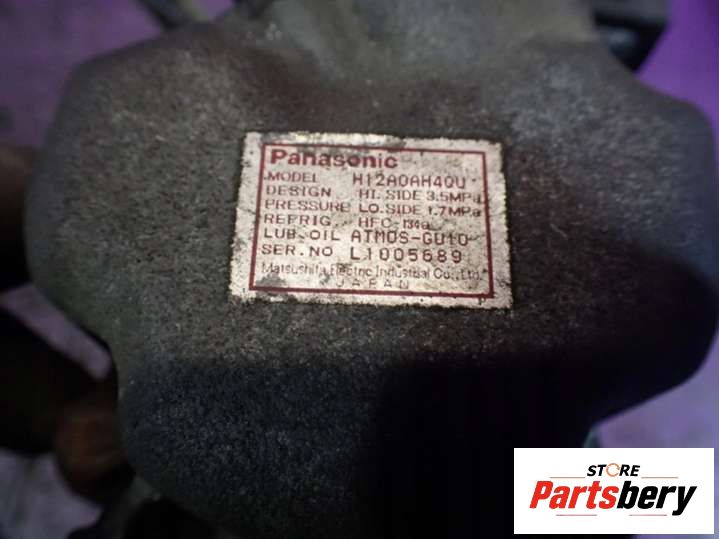 Panasonic
MODEL H12A0AH4QU
DESIGN HI. SIDE 3.5MPa
PRESSURE LO. SIDE 1.7MPa
REFRIG. HFC-134a
LUB. OIL ATMOS-GU10
SER. NO L1005689
Matsushita Electric Industrial Co., Ltd.
JAPAN
STORE
Partsbery